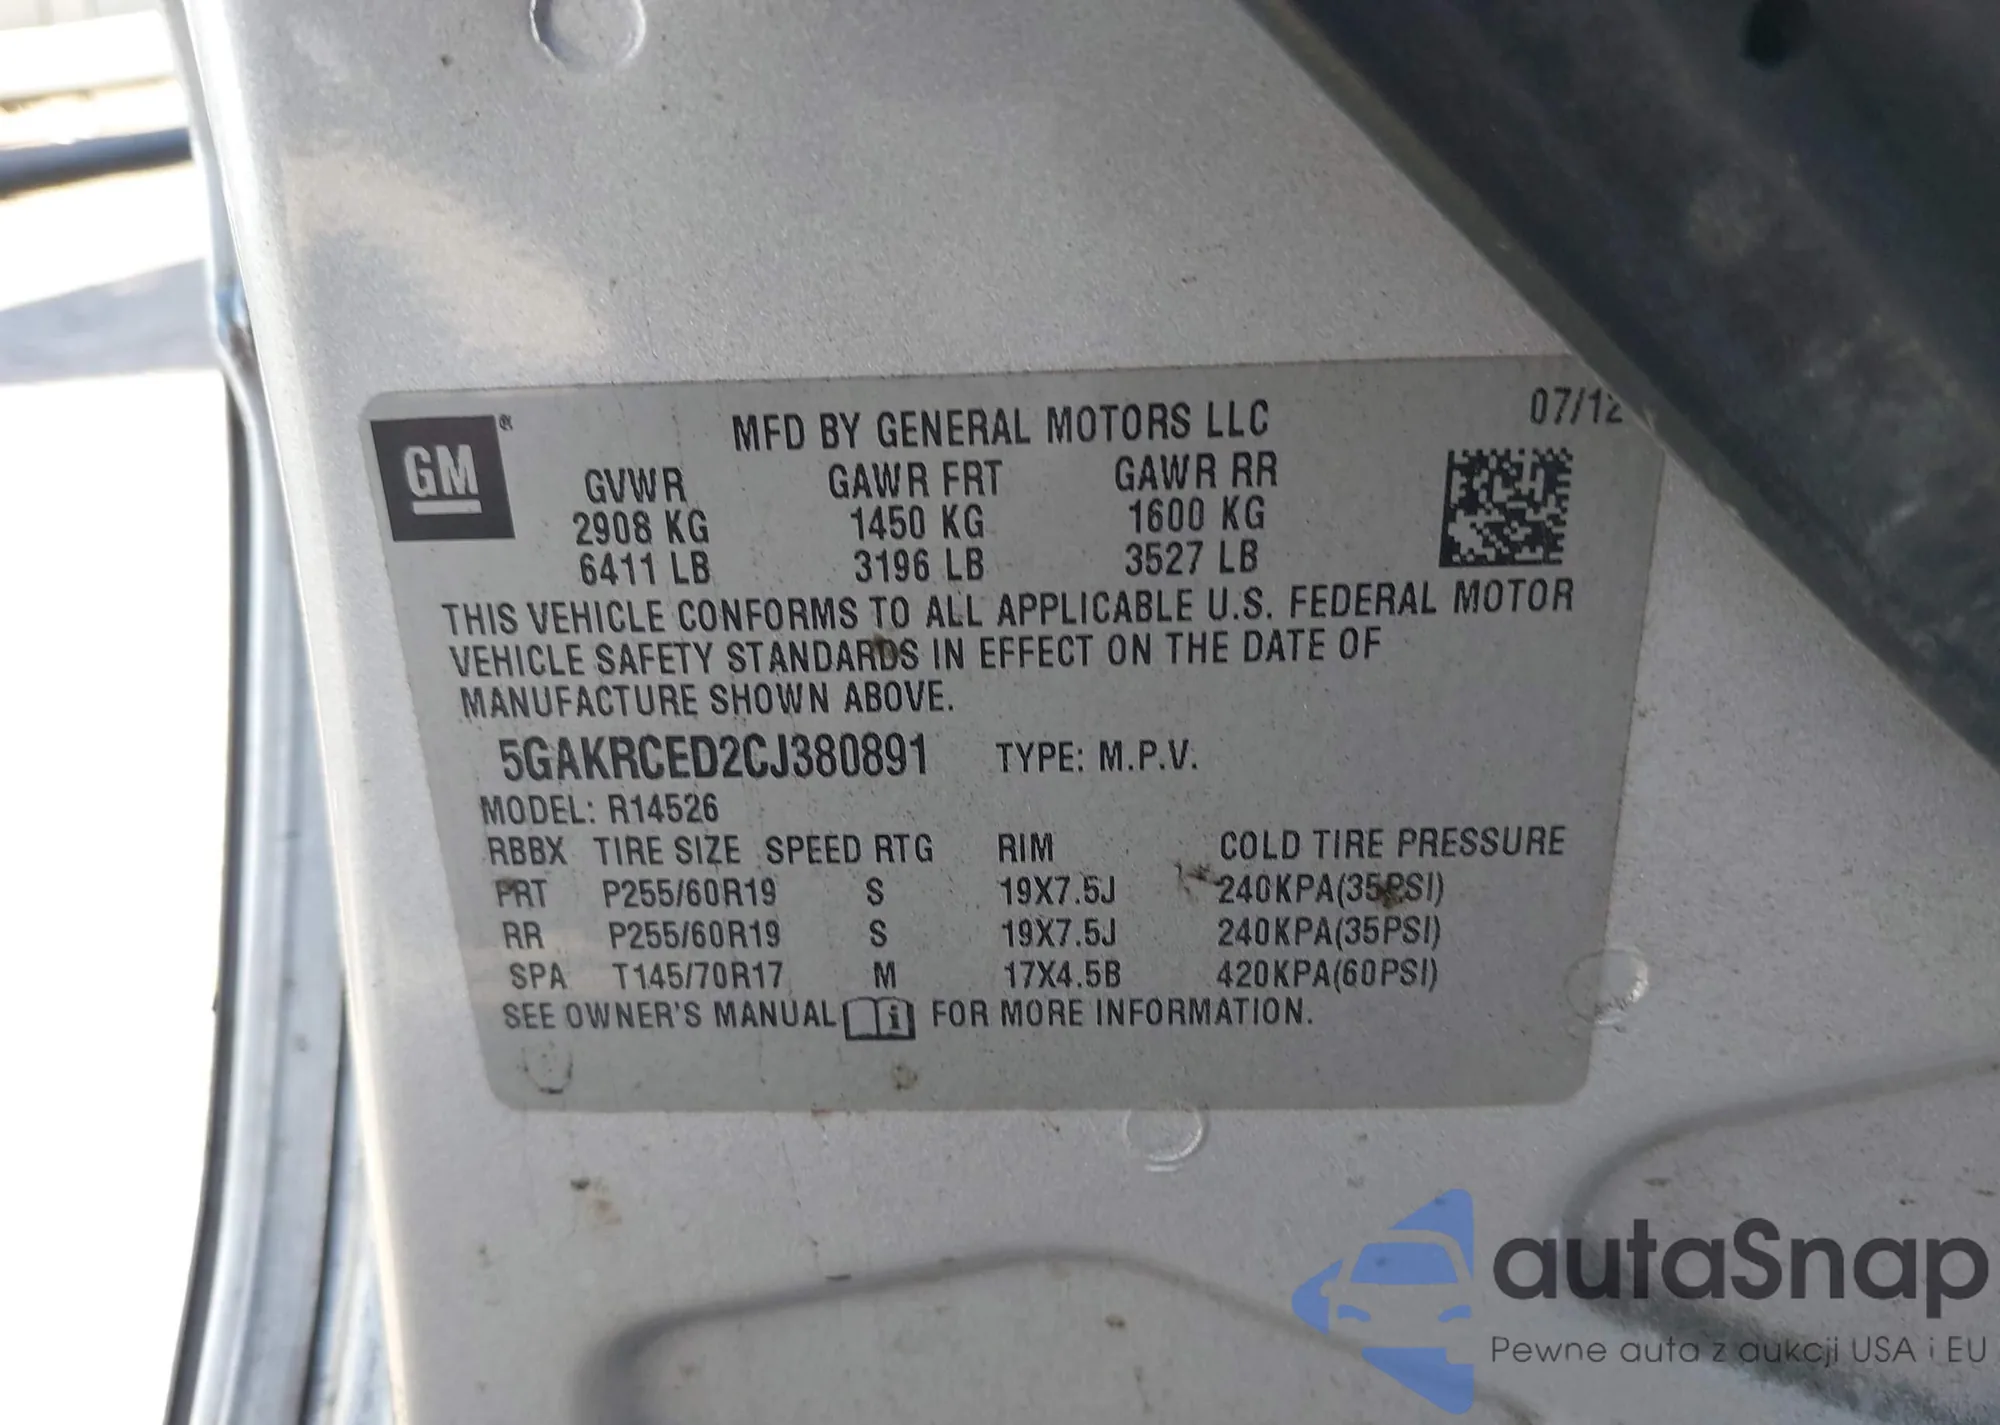 GM ®
MFD BY GENERAL MOTORS LLC 07/12
GVWR GAWR FRT GAWR RR
2908 KG 1450 KG 1600 KG
6411 LB 3196 LB 3527 LB
THIS VEHICLE CONFORMS TO ALL APPLICABLE U.S. FEDERAL MOTOR
VEHICLE SAFETY STANDARDS IN EFFECT ON THE DATE OF
MANUFACTURE SHOWN ABOVE.
5GAKRCED2CJ380891 TYPE: M.P.V.
MODEL: R14526
RBBX TIRE SIZE SPEED RTG RIM COLD TIRE PRESSURE
FRT P255/60R19 S 19X7.5J 240KPA(35PSI)
RR P255/60R19 S 19X7.5J 240KPA(35PSI)
SPA T145/70R17 M 17X4.5B 420KPA(60PSI)
SEE OWNER'S MANUAL i FOR MORE INFORMATION.
autaSnap
Pewne auta z aukcji USA i EU